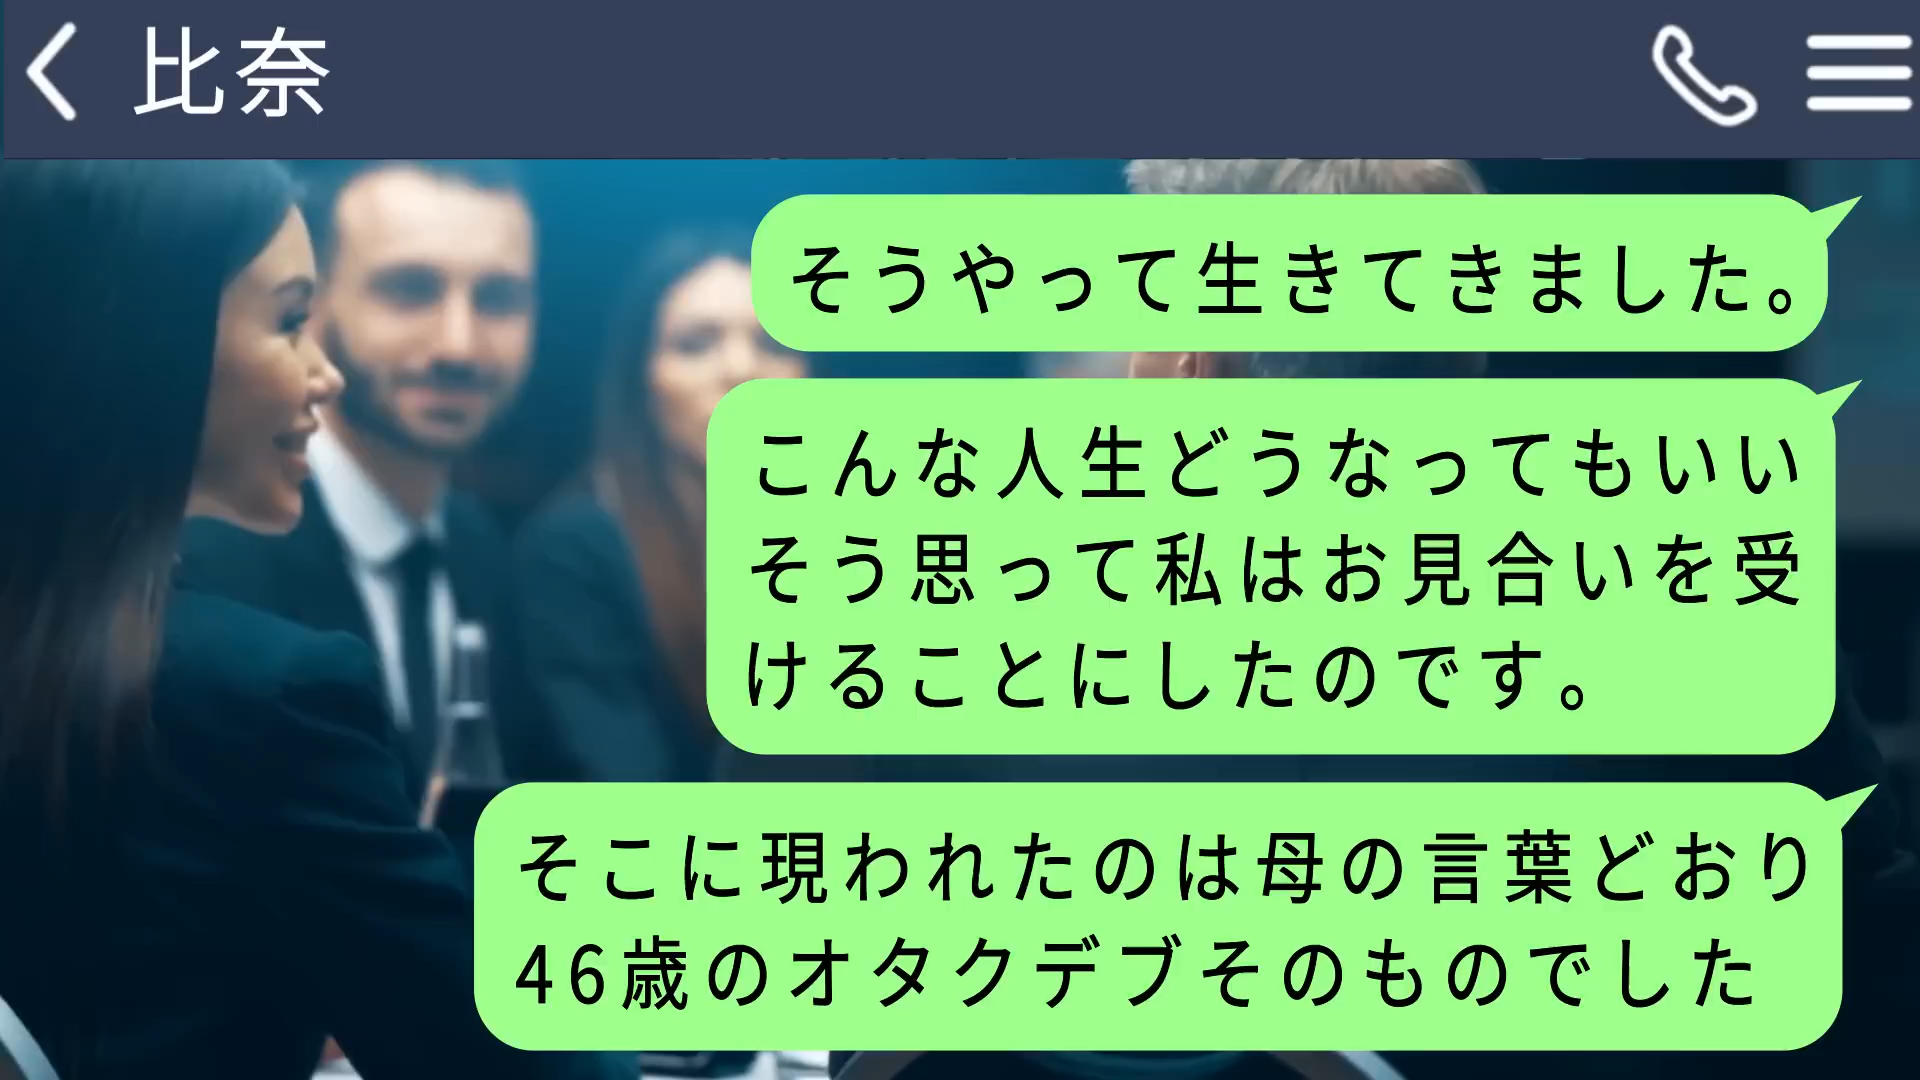 比奈
そうやって生きてきました。
こんな人生どうなってもいい
そう思って私はお見合いを受
けることにしたのです。
そこに現われたのは母の言葉どおり
46歳のオタクデブそのものでした